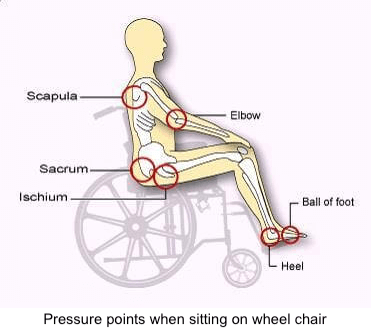 Scapula
Elbow
Sacrum
Ischium
Ball of foot
Heel
Pressure points when sitting on wheel chair